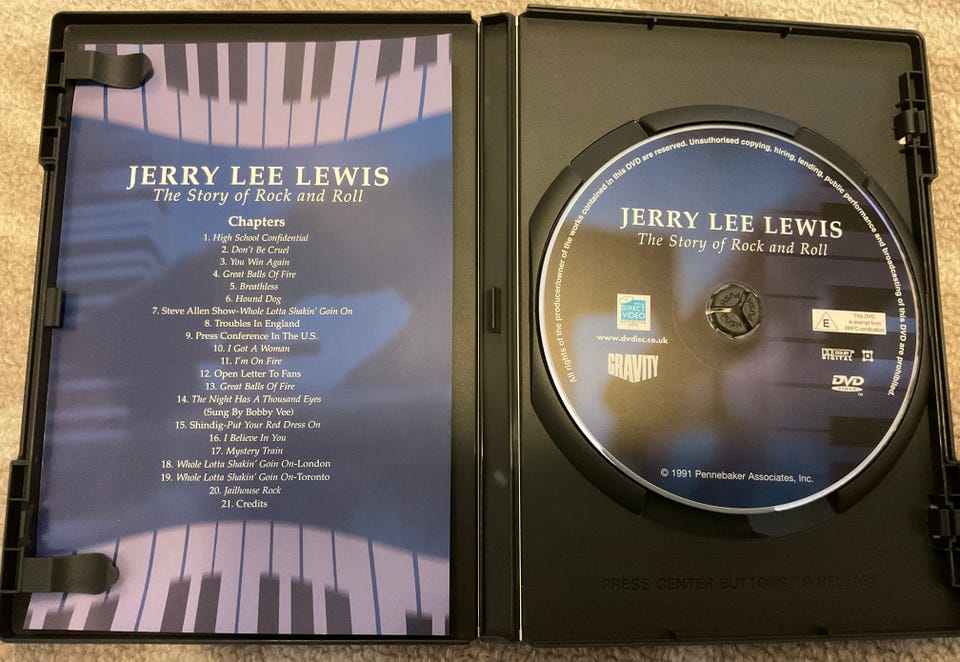 JERRY LEE LEWIS
The Story of Rock and Roll
Chapters
1. High School Confidential
2. Don't Be Cruel
3. You Win Again
4. Great Balls Of Fire
5. Breathless
6. Hound Dog
7. Steve Allen Show-Whole Lotta Shakin' Goin On
8. Troubles In England
9. Press Conference In The U.S.
10. I Got A Woman
11. I'm On Fire
12. Open Letter To Fans
13. Great Balls Of Fire
14. The Night Has A Thousand Eyes
(Sung By Bobby Vee)
15. Shindig-Put Your Red Dress On
16. I Believe In You
17. Mystery Train
18. Whole Lotta Shakin' Goin On-London
19. Whole Lotta Shakin' Goin On-Toronto
20. Jailhouse Rock
21. Credits
All rights of the producer/owner of the works contained in this DVD are reserved. Unauthorised copying, hiring, lending, public performance and broadcasting of this DVD are prohibited.
JERRY LEE LEWIS
The Story of Rock and Roll
PUSH
HERE
DIRECT
VIDEO
www.dvdisc.co.uk
GRAVITY
E
This DVD
is exempt from
BBFC certification
DOLBY
DIGITAL
DVD
VIDEO
© 1991 Pennebaker Associates, Inc.
PRESS CENTER BUTTONS TO RELEASE